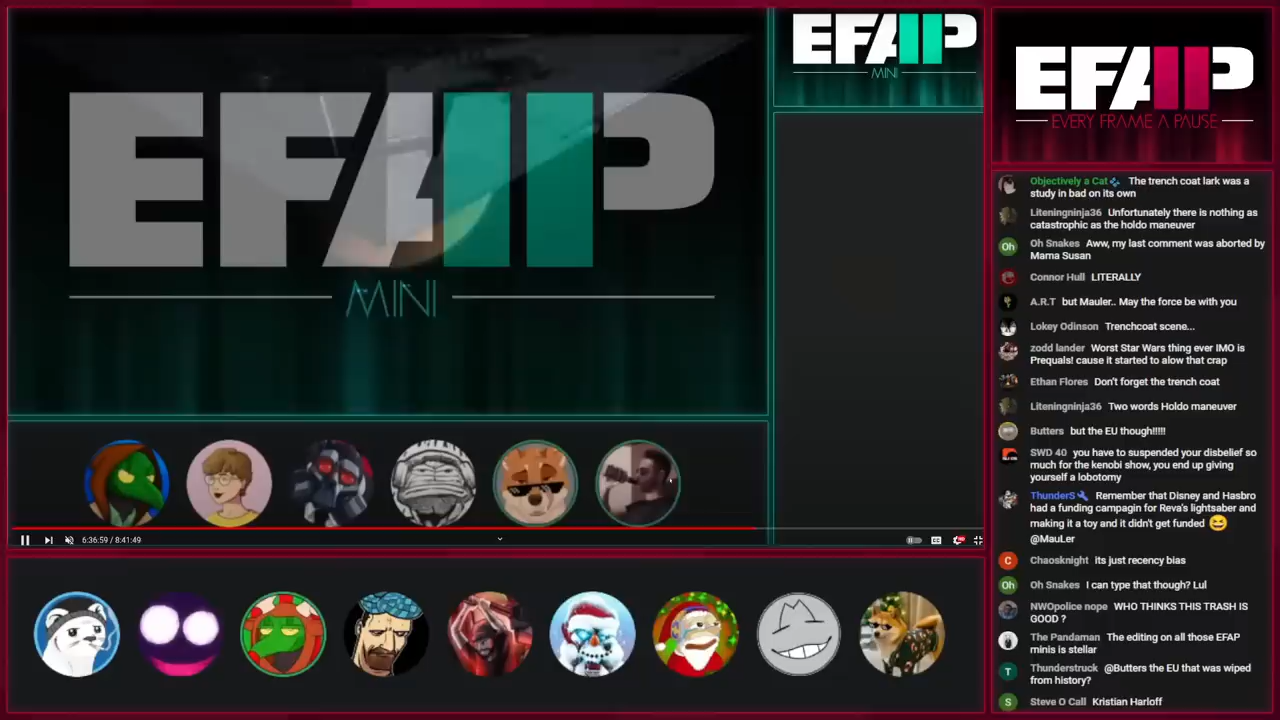 EFAP
MINI
6:36:59 / 8:41:49
EFAP
MINI
EFAP
EVERY FRAME A PAUSE
Objectively a Cat The trench coat lark was a
study in bad on its own
Liteningninja36 Unfortunately there is nothing as
catastrophic as the holdo maneuver
Oh
Oh Snakes Aww, my last comment was aborted by
Mama Susan
Connor Hull LITERALLY
A.R.T but Mauler.. May the force be with you
Lokey Odinson Trenchcoat scene...
zodd lander Worst Star Wars thing ever IMO is
Prequals! cause it started to alow that crap
Ethan Flores Don't forget the trench coat
Liteningninja36 Two words Holdo maneuver
Butters but the EU though!!!!!
SWD 40 you have to suspend your disbelief so
much for the kenobi show, you end up giving
yourself a lobotomy
ThunderS Remember that Disney and Hasbro
had a funding campagin for Reva's lightsaber and
making it a toy and it didn't get funded 😆
@MauLer
C
Chaosknight its just recency bias
Oh
Oh Snakes I can type that though? Lul
NWOpolice nope WHO THINKS THIS TRASH IS
GOOD ?
The Pandaman The editing on all those EFAP
minis is stellar
T
Thunderstruck @Butters the EU that was wiped
from history?
S
Steve O Call Kristian Harloff